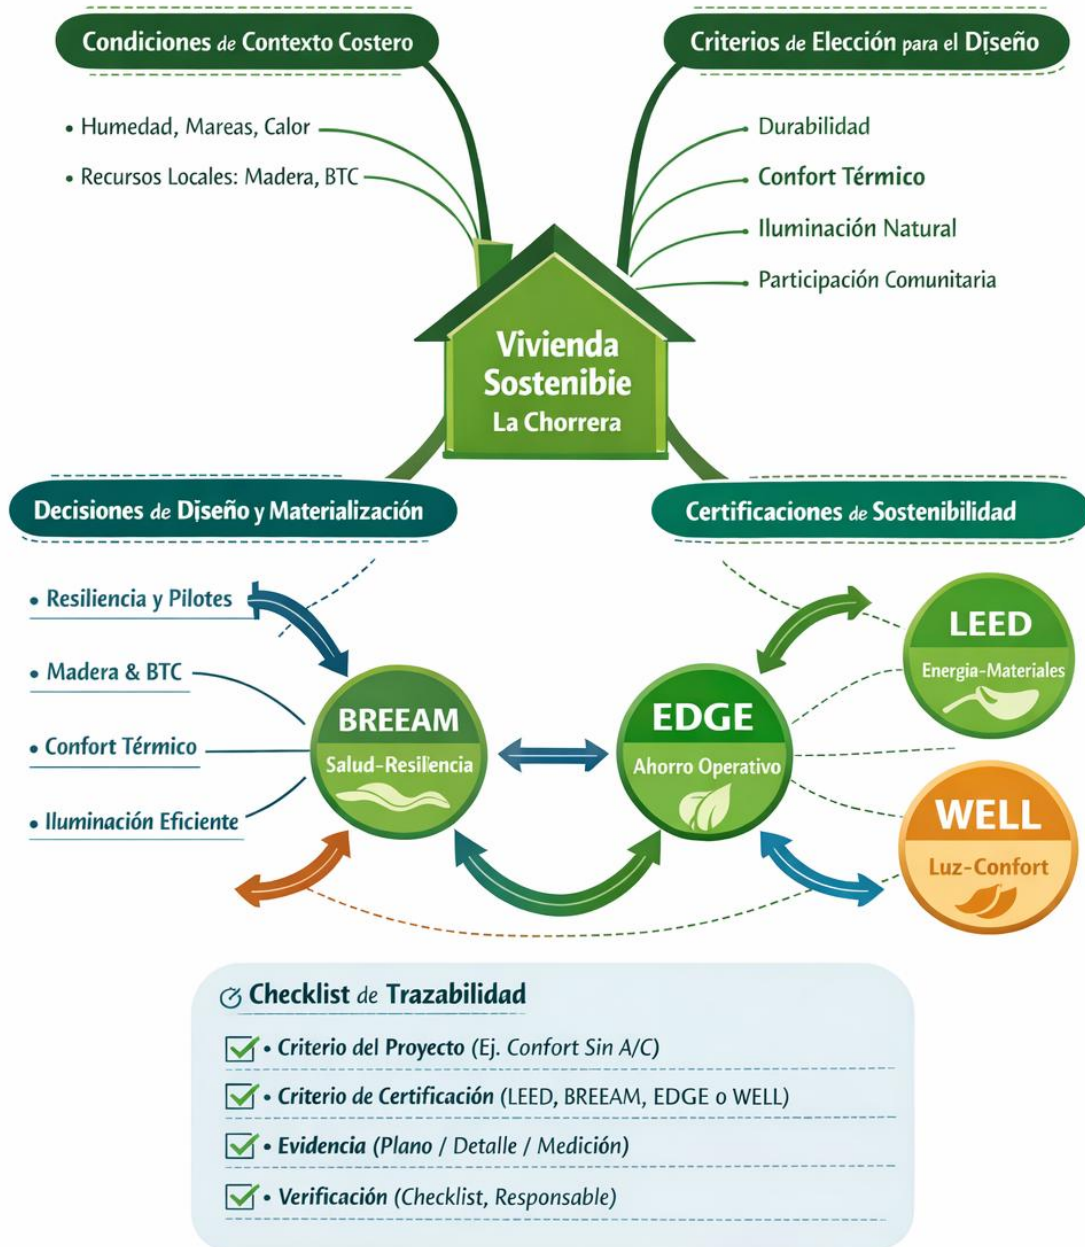 Condiciones de Contexto Costero
• Humedad, Mareas, Calor
• Recursos Locales: Madera, BTC
Criterios de Elección para el Diseño
Durabilidad
Confort Térmico
Iluminación Natural
Participación Comunitaria
Vivienda
Sostenibie
La Chorrera
Decisiones de Diseño y Materialización
• Resiliencia y Pilotes
• Madera & BTC
• Confort Térmico
• Iluminación Eficiente
Certificaciones de Sostenibilidad
BREEAM
Salud-Resilencia
EDGE
Ahorro Operativo
LEED
Energia-Materiales
WELL
Luz-Confort
Checklist de Trazabilidad
• Criterio del Proyecto (Ej. Confort Sin A/C)
• Criterio de Certificación (LEED, BREEAM, EDGE o WELL)
• Evidencia (Plano / Detalle / Medición)
• Verificación (Checklist, Responsable)